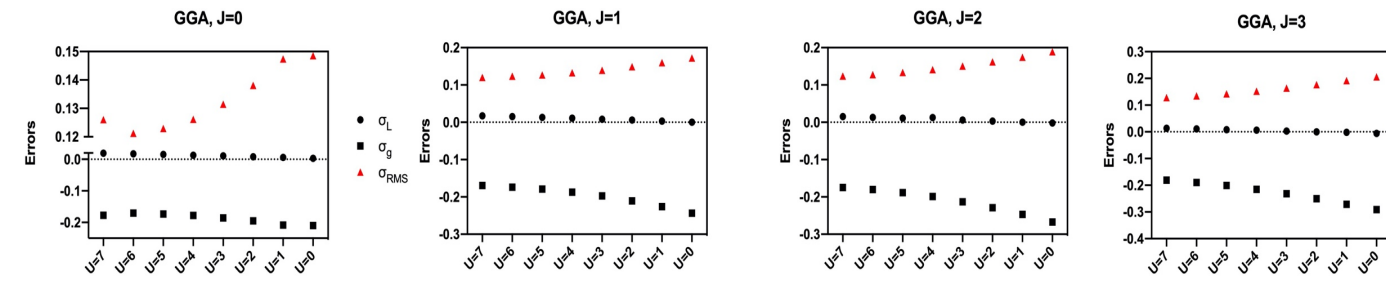 GGA, J=0
Errors
0.15
0.14
0.13
0.12
0.0
-0.1
-0.2
U=7 U=6 U=5 U=4 U=3 U=2 U=1 U=0
σL
σg
σRMS
GGA, J=1
Errors
0.2
0.1
0.0
-0.1
-0.2
-0.3
U=7 U=6 U=5 U=4 U=3 U=2 U=1 U=0
GGA, J=2
Errors
0.2
0.1
0.0
-0.1
-0.2
-0.3
U=7 U=6 U=5 U=4 U=3 U=2 U=1 U=0
GGA, J=3
Errors
0.3
0.2
0.1
0.0
-0.1
-0.2
-0.3
-0.4
U=7 U=6 U=5 U=4 U=3 U=2 U=1 U=0